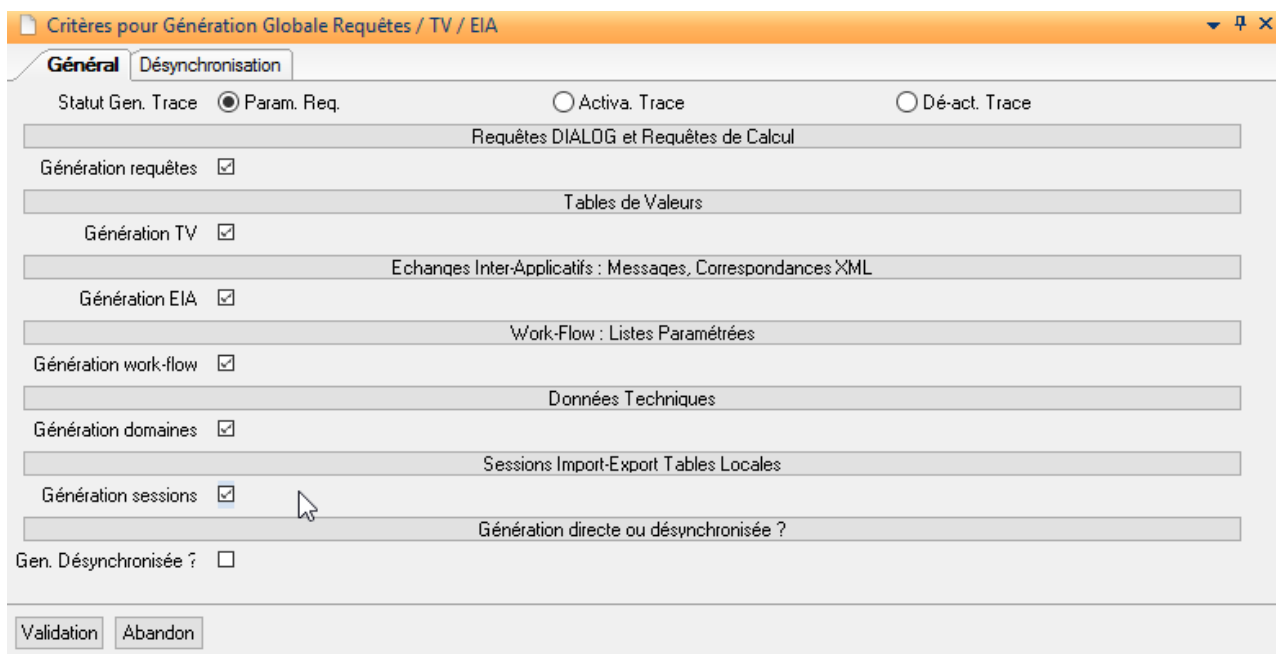 Critères pour Génération Globale Requêtes / TV / EIA
Général Désynchronisation
Statut Gen. Trace Param. Req. Activa. Trace Dé-act. Trace
Requêtes DIALOG et Requêtes de Calcul
Génération requêtes
Tables de Valeurs
Génération TV
Echanges Inter-Applicatifs : Messages, Correspondances XML
Génération EIA
Work-Flow : Listes Paramétrées
Génération work-flow
Données Techniques
Génération domaines
Sessions Import-Export Tables Locales
Génération sessions
Génération directe ou désynchronisée ?
Gen. Désynchronisée ?
Validation Abandon